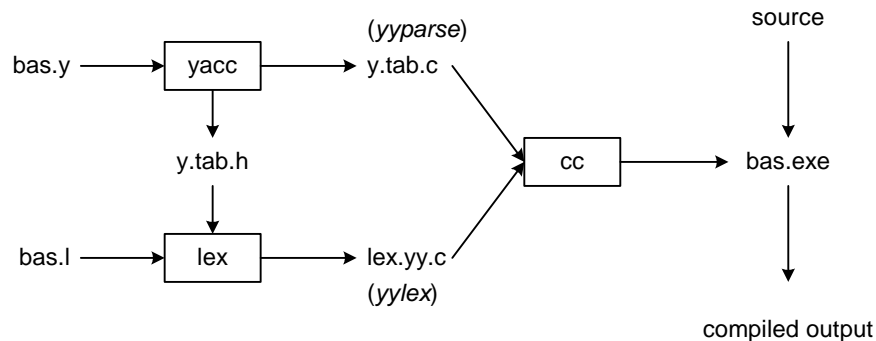 (yyparse)
source
bas.y
yacc
y.tab.c
y.tab.h
cc
bas.exe
bas.l
lex
lex.yy.c
(yylex)
compiled output